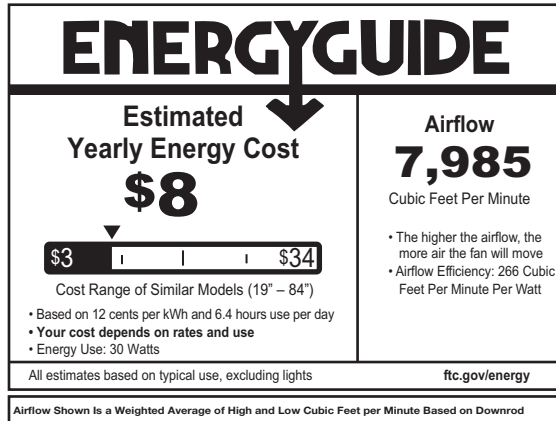 ENERGYGUIDE
Estimated
Yearly Energy Cost
$8
$3
$34
Cost Range of Similar Models (19” – 84”)
• Based on 12 cents per kWh and 6.4 hours use per day
• Your cost depends on rates and use
• Energy Use: 30 Watts
Airflow
7,985
Cubic Feet Per Minute
• The higher the airflow, the
more air the fan will move
• Airflow Efficiency: 266 Cubic
Feet Per Minute Per Watt
All estimates based on typical use, excluding lights
ftc.gov/energy
Airflow Shown Is a Weighted Average of High and Low Cubic Feet per Minute Based on Downrod